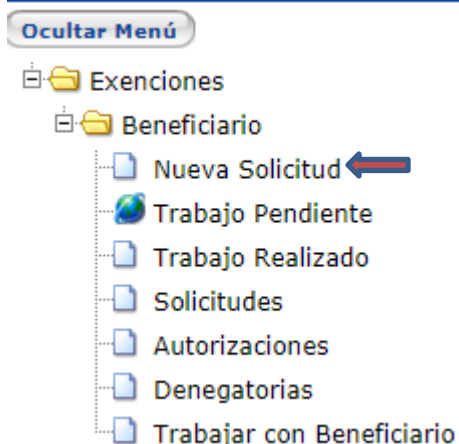 Ocultar Menú
Exenciones
Beneficiario
Nueva Solicitud
Trabajo Pendiente
Trabajo Realizado
Solicitudes
Autorizaciones
Denegatorias
Trabajar con Beneficiario